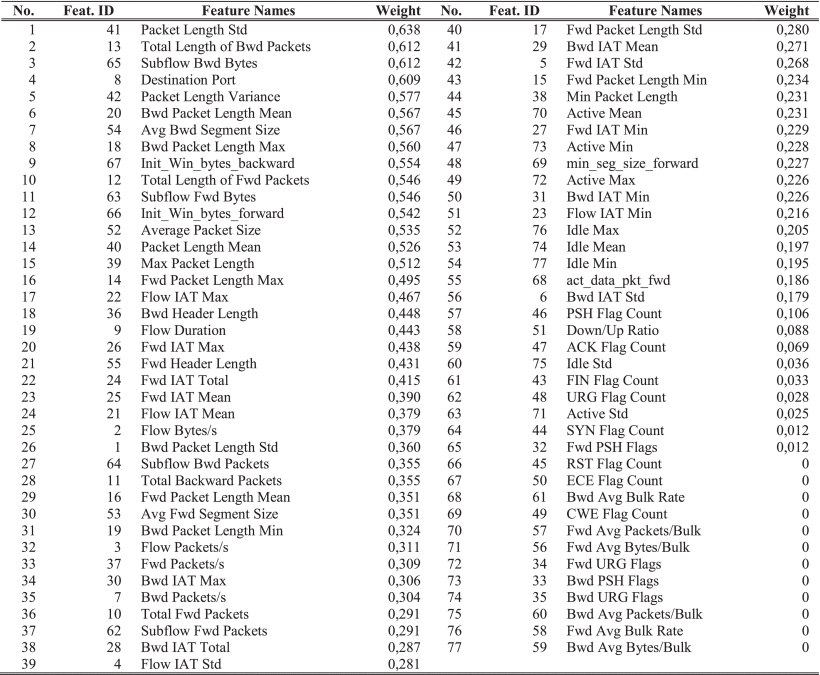 No. Feat. ID Feature Names Weight No. Feat. ID Feature Names Weight
1 41 Packet Length Std 0,638 40 17 Fwd Packet Length Std 0,280
2 13 Total Length of Bwd Packets 0,612 41 29 Bwd IAT Mean 0,271
3 65 Subflow Bwd Bytes 0,612 42 5 Fwd IAT Std 0,268
4 8 Destination Port 0,609 43 15 Fwd Packet Length Min 0,234
5 42 Packet Length Variance 0,577 44 38 Min Packet Length 0,231
6 20 Bwd Packet Length Mean 0,567 45 70 Active Mean 0,231
7 54 Avg Bwd Segment Size 0,567 46 27 Fwd IAT Min 0,229
8 18 Bwd Packet Length Max 0,560 47 73 Active Min 0,228
9 67 Init_Win_bytes_backward 0,554 48 69 min_seg_size_forward 0,227
10 12 Total Length of Fwd Packets 0,546 49 72 Active Max 0,226
11 63 Subflow Fwd Bytes 0,546 50 31 Bwd IAT Min 0,226
12 66 Init_Win_bytes_forward 0,542 51 23 Flow IAT Min 0,216
13 52 Average Packet Size 0,535 52 76 Idle Max 0,205
14 40 Packet Length Mean 0,526 53 74 Idle Mean 0,197
15 39 Max Packet Length 0,512 54 77 Idle Min 0,195
16 14 Fwd Packet Length Max 0,495 55 68 act_data_pkt_fwd 0,186
17 22 Flow IAT Max 0,467 56 6 Bwd IAT Std 0,179
18 36 Bwd Header Length 0,448 57 46 PSH Flag Count 0,106
19 9 Flow Duration 0,443 58 51 Down/Up Ratio 0,088
20 26 Fwd IAT Max 0,438 59 47 ACK Flag Count 0,069
21 55 Fwd Header Length 0,431 60 75 Idle Std 0,036
22 24 Fwd IAT Total 0,415 61 43 FIN Flag Count 0,033
23 25 Fwd IAT Mean 0,390 62 48 URG Flag Count 0,028
24 21 Flow IAT Mean 0,379 63 71 Active Std 0,025
25 2 Flow Bytes/s 0,379 64 44 SYN Flag Count 0,012
26 1 Bwd Packet Length Std 0,360 65 32 Fwd PSH Flags 0,012
27 64 Subflow Bwd Packets 0,355 66 45 RST Flag Count 0
28 11 Total Backward Packets 0,355 67 50 ECE Flag Count 0
29 16 Fwd Packet Length Mean 0,351 68 61 Bwd Avg Bulk Rate 0
30 53 Avg Fwd Segment Size 0,351 69 49 CWE Flag Count 0
31 19 Bwd Packet Length Min 0,324 70 57 Fwd Avg Packets/Bulk 0
32 3 Flow Packets/s 0,311 71 56 Fwd Avg Bytes/Bulk 0
33 37 Fwd Packets/s 0,309 72 34 Fwd URG Flags 0
34 30 Bwd IAT Max 0,306 73 33 Bwd PSH Flags 0
35 7 Bwd Packets/s 0,304 74 35 Bwd URG Flags 0
36 10 Total Fwd Packets 0,291 75 60 Bwd Avg Packets/Bulk 0
37 62 Subflow Fwd Packets 0,291 76 58 Fwd Avg Bulk Rate 0
38 28 Bwd IAT Total 0,287 77 59 Bwd Avg Bytes/Bulk 0
39 4 Flow IAT Std 0,281